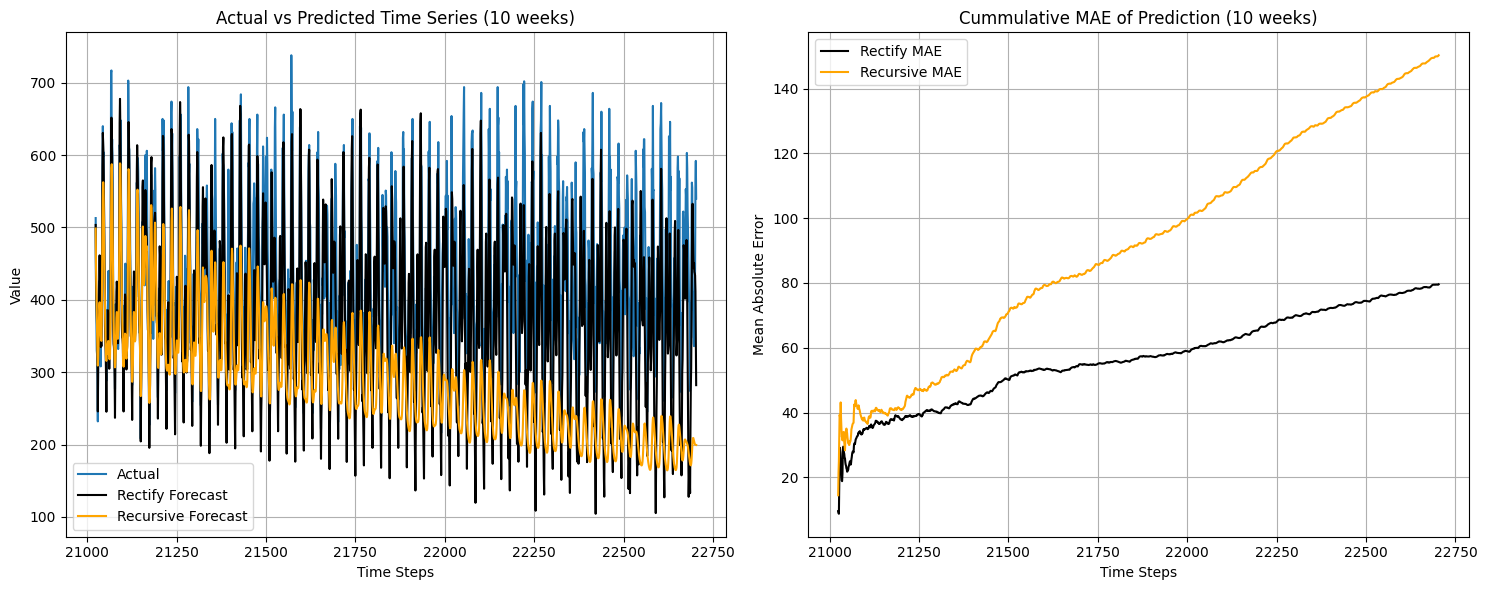 Actual vs Predicted Time Series (10 weeks)
Value
700
600
500
400
300
200
100
Actual
Rectify Forecast
Recursive Forecast
21000 21250 21500 21750 22000 22250 22500 22750
Time Steps
Cummulative MAE of Prediction (10 weeks)
Mean Absolute Error
Rectify MAE
Recursive MAE
140
120
100
80
60
40
20
21000 21250 21500 21750 22000 22250 22500 22750
Time Steps